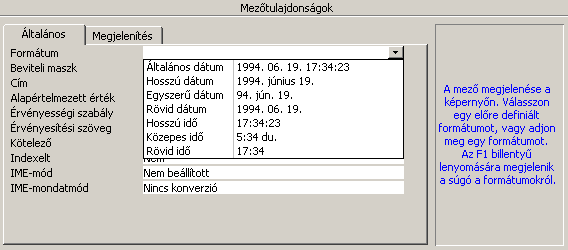 Mezőtulajdonságok
Általános
Megjelenítés
Formátum
Beviteli maszk
Cím
Alapértelmezett érték
Érvényességi szabály
Érvényesítési szöveg
Kötelező
Indexelt
IME-mód
IME-mondatmód
Általános dátum 1994. 06. 19. 17:34:23
Hosszú dátum 1994. június 19.
Egyszerű dátum 94. jún. 19.
Rövid dátum 1994. 06. 19.
Hosszú idő 17:34:23
Közepes idő 5:34 du.
Rövid idő 17:34
Nem
Nem beállított
Nincs konverzió
A mező megjelenése a
képernyőn. Válasszon
egy előre definiált
formátumot, vagy adjon
meg egy formátumot.
Az F1 billentyű
lenyomására megjelenik
a súgó a formátumokról.